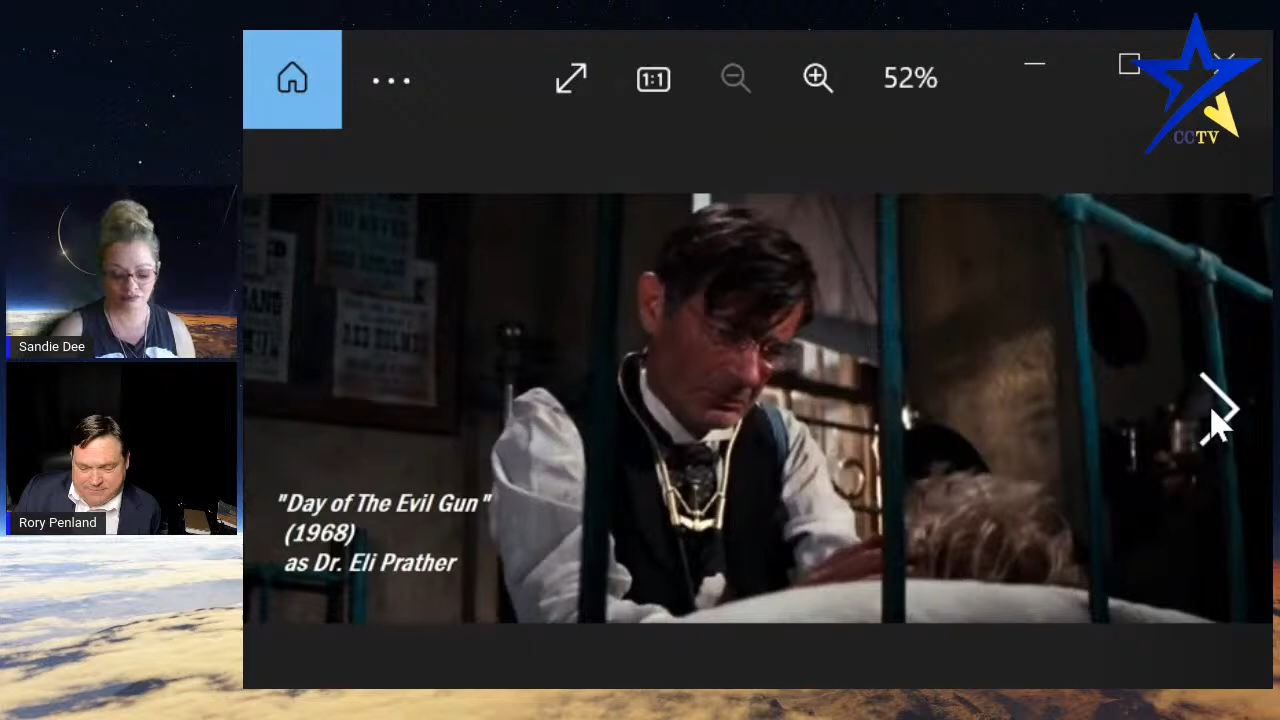 1:1
52%
CCTV
Sandie Dee
Rory Penland
"Day of The Evil Gun"
(1968)
as Dr. Eli Prather